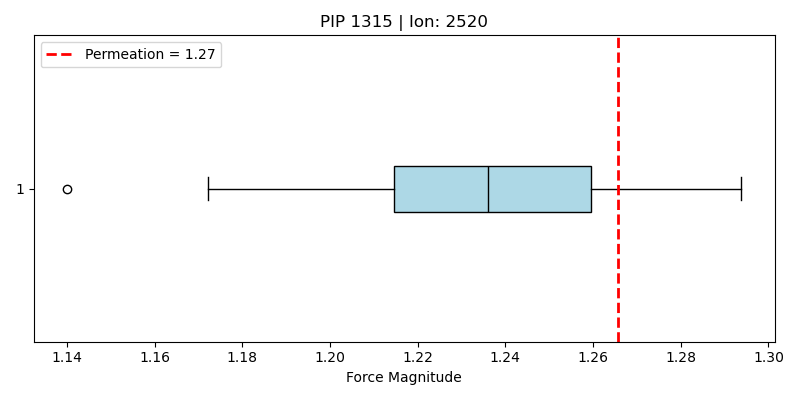 PIP 1315 | Ion: 2520
Permeation = 1.27
1
1.14 1.16 1.18 1.20 1.22 1.24 1.26 1.28 1.30
Force Magnitude